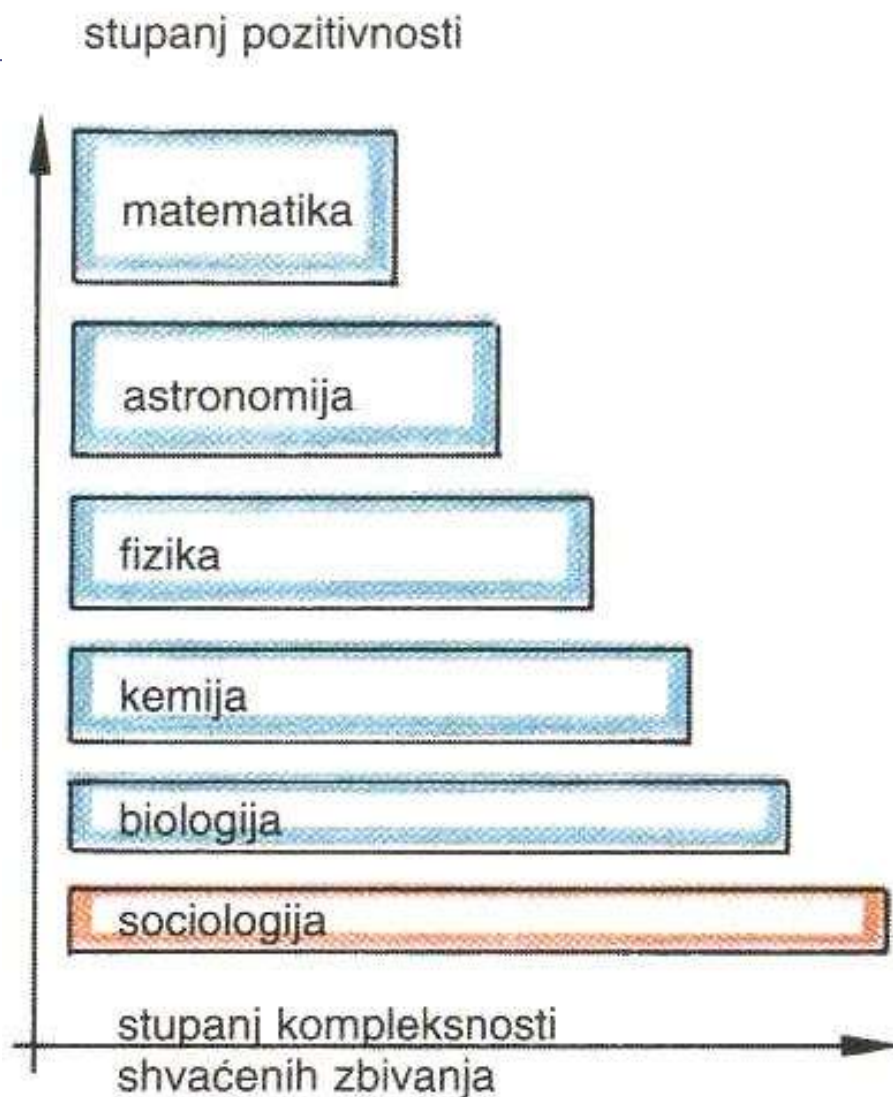 stupanj pozitivnosti
matematika
astronomija
fizika
kemija
biologija
sociologija
stupanj kompleksnosti
shvaćenih zbivanja